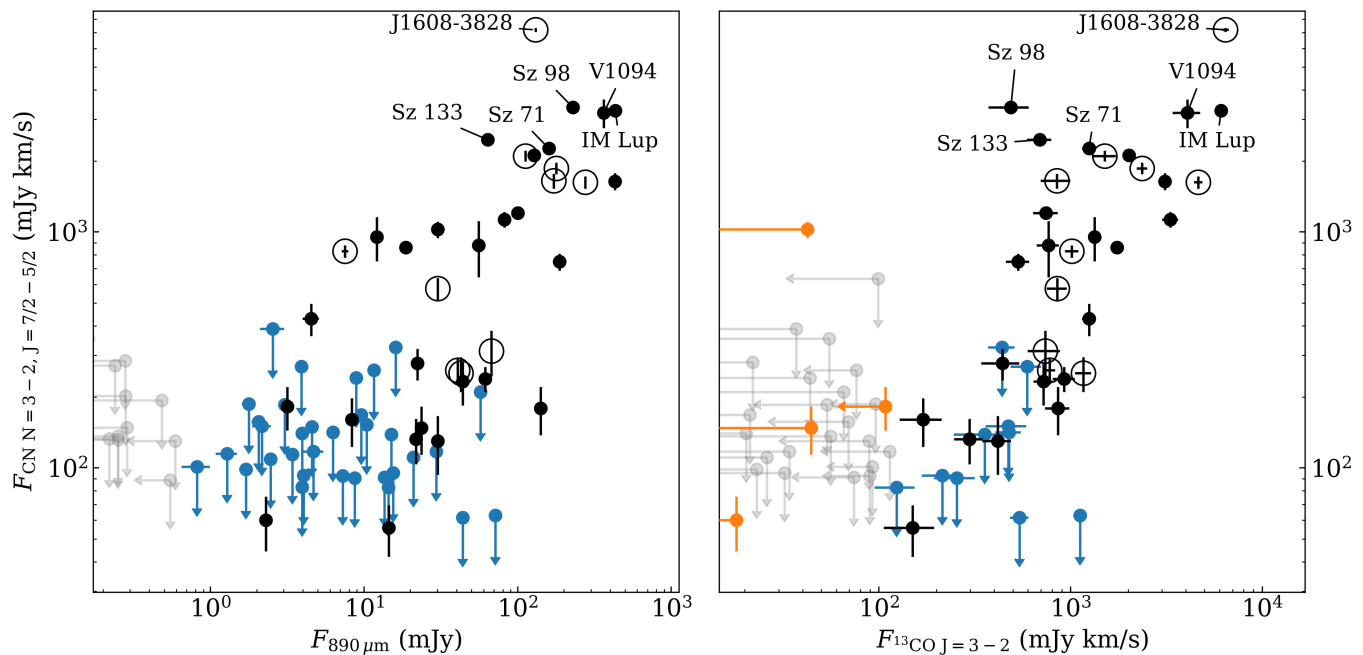 J1608-3828
Sz 98
V1094
Sz 133
Sz 71
IM Lup
F_CN N = 3 − 2, J = 7/2 − 5/2 (mJy km/s)
10^3
10^2
10^0
10^1
10^2
10^3
F_890 μm (mJy)
J1608-3828
Sz 98
V1094
Sz 71
Sz 133
IM Lup
10^3
10^2
10^2
10^3
10^4
F_^13CO J = 3 − 2 (mJy km/s)